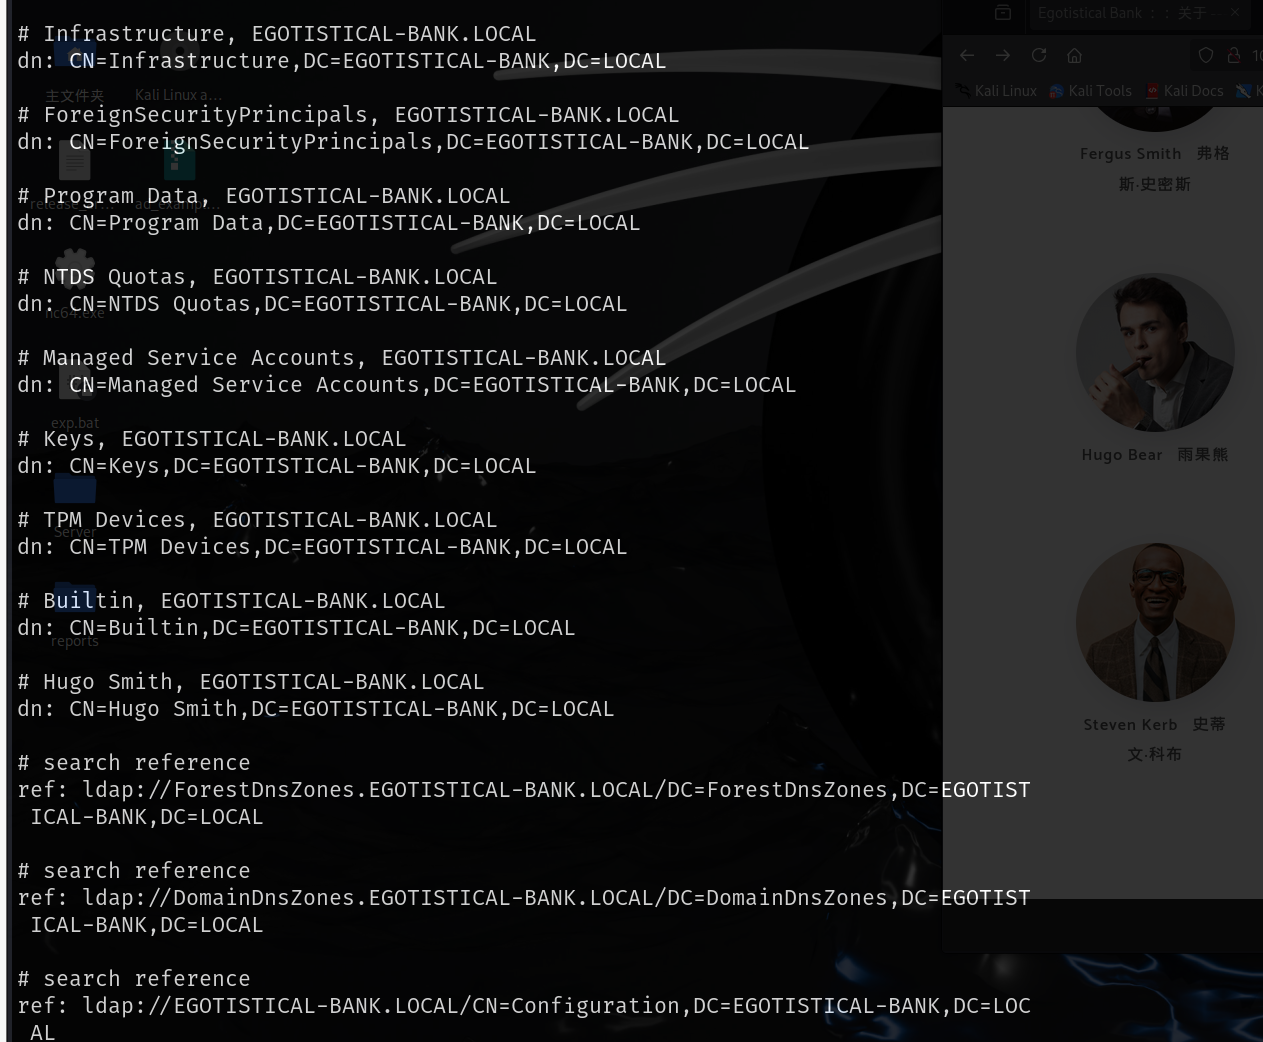 # Infrastructure, EGOTISTICAL-BANK.LOCAL
dn: CN=Infrastructure,DC=EGOTISTICAL-BANK,DC=LOCAL
# ForeignSecurityPrincipals, EGOTISTICAL-BANK.LOCAL
dn: CN=ForeignSecurityPrincipals,DC=EGOTISTICAL-BANK,DC=LOCAL
# Program Data, EGOTISTICAL-BANK.LOCAL
dn: CN=Program Data,DC=EGOTISTICAL-BANK,DC=LOCAL
# NTDS Quotas, EGOTISTICAL-BANK.LOCAL
dn: CN=NTDS Quotas,DC=EGOTISTICAL-BANK,DC=LOCAL
# Managed Service Accounts, EGOTISTICAL-BANK.LOCAL
dn: CN=Managed Service Accounts,DC=EGOTISTICAL-BANK,DC=LOCAL
# Keys, EGOTISTICAL-BANK.LOCAL
dn: CN=Keys,DC=EGOTISTICAL-BANK,DC=LOCAL
# TPM Devices, EGOTISTICAL-BANK.LOCAL
dn: CN=TPM Devices,DC=EGOTISTICAL-BANK,DC=LOCAL
# Builtin, EGOTISTICAL-BANK.LOCAL
dn: CN=Builtin,DC=EGOTISTICAL-BANK,DC=LOCAL
# Hugo Smith, EGOTISTICAL-BANK.LOCAL
dn: CN=Hugo Smith,DC=EGOTISTICAL-BANK,DC=LOCAL
# search reference
ref: ldap://ForestDnsZones.EGOTISTICAL-BANK.LOCAL/DC=ForestDnsZones,DC=EGOTIST
 ICAL-BANK,DC=LOCAL
# search reference
ref: ldap://DomainDnsZones.EGOTISTICAL-BANK.LOCAL/DC=DomainDnsZones,DC=EGOTIST
 ICAL-BANK,DC=LOCAL
# search reference
ref: ldap://EGOTISTICAL-BANK.LOCAL/CN=Configuration,DC=EGOTISTICAL-BANK,DC=LOC
 AL
主文件夹
Kali Linux a...
nc64.exe
exp.bat
Server
reports
Egotistical Bank :: 关于 -
Kali Linux
Kali Tools
Kali Docs
Fergus Smith 弗格
斯·史密斯
Hugo Bear 雨果熊
Steven Kerb 史蒂
文·科布